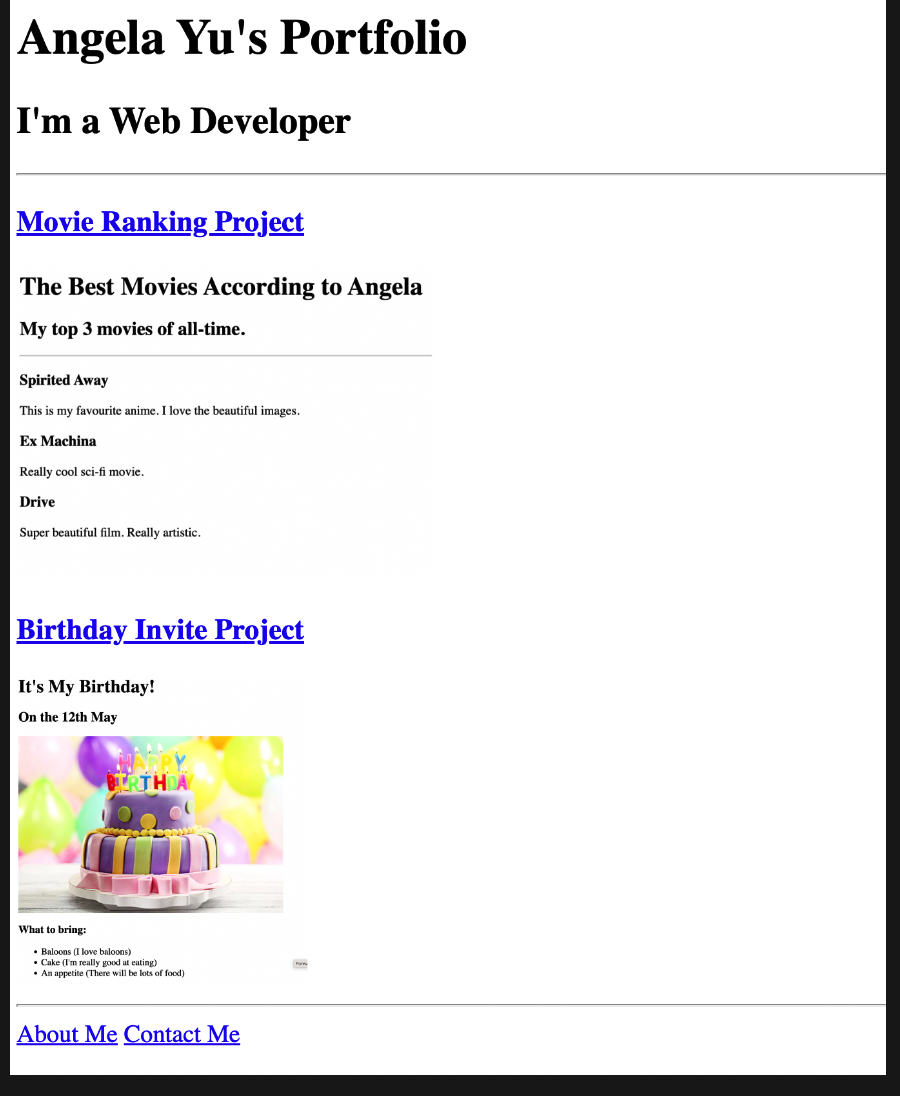 Angela Yu's Portfolio
I'm a Web Developer
Movie Ranking Project
The Best Movies According to Angela
My top 3 movies of all-time.
Spirited Away
This is my favourite anime. I love the beautiful images.
Ex Machina
Really cool sci-fi movie.
Drive
Super beautiful film. Really artistic.
Birthday Invite Project
It's My Birthday!
On the 12th May
HAPPY
BIRTHDAY
What to bring:
• Baloons (I love baloons)
• Cake (I'm really good at eating)
• An appetite (There will be lots of food)
About Me Contact Me